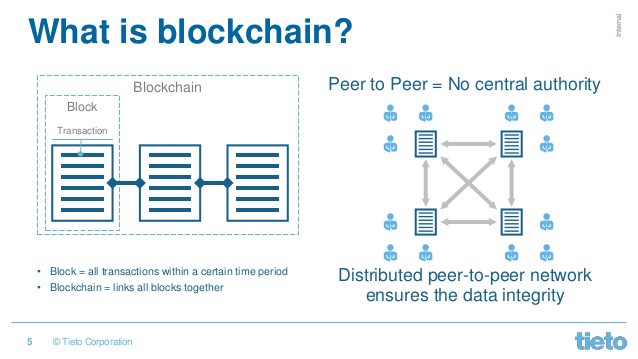 What is blockchain?
Internal
Blockchain
Block
Transaction
• Block = all transactions within a certain time period
• Blockchain = links all blocks together
Peer to Peer = No central authority
Distributed peer-to-peer network
ensures the data integrity
5 © Tieto Corporation
tieto